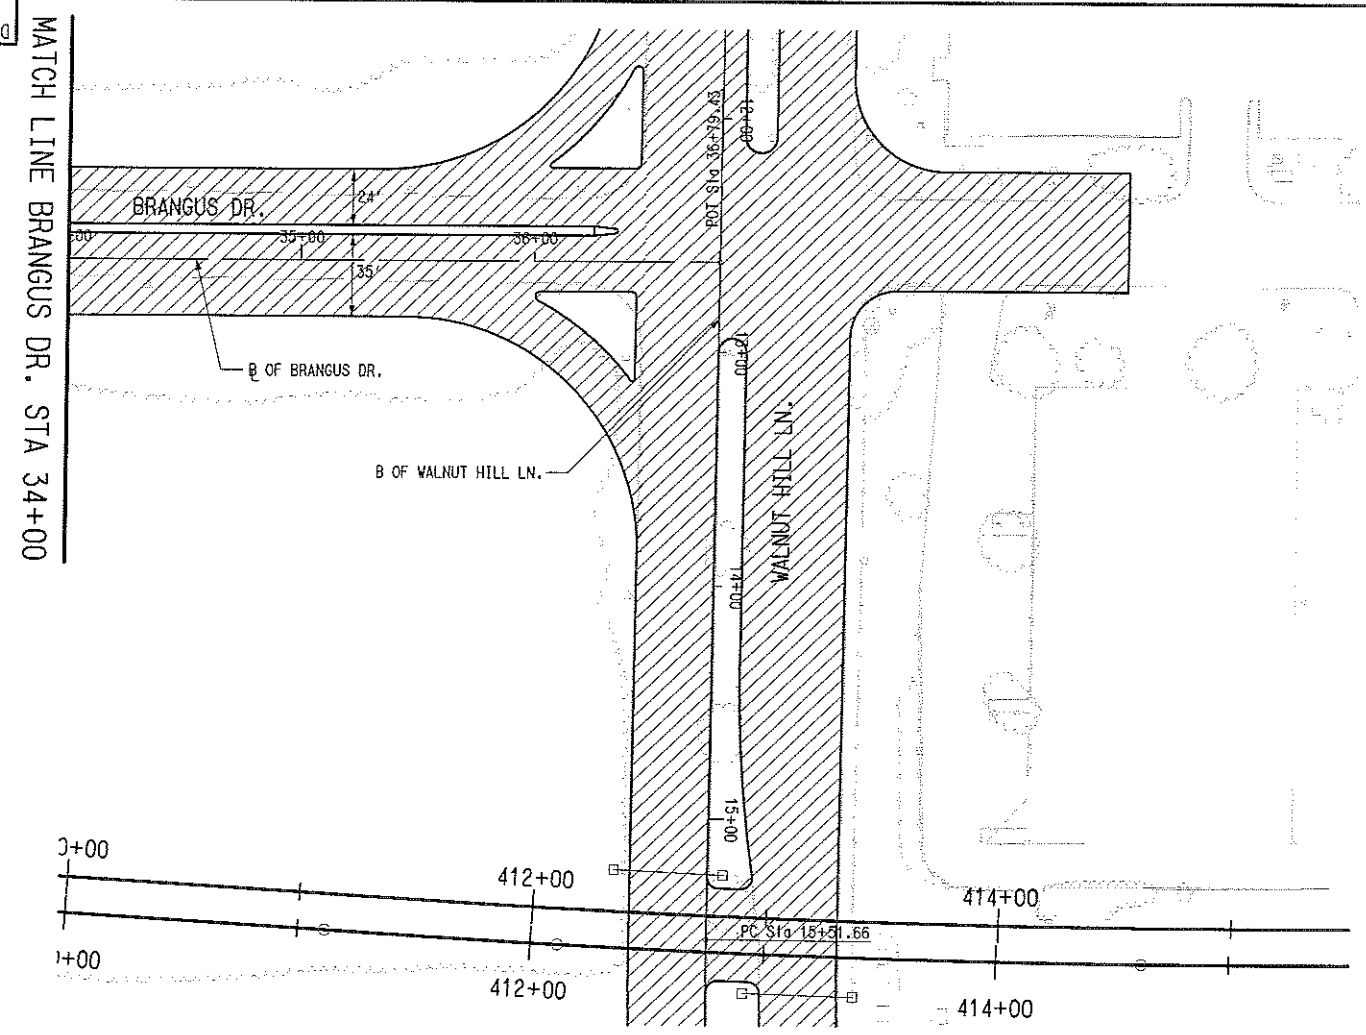 MATCH LINE BRANGUS DR. STA 34+00
BRANGUS DR.
24'
35+00
36+00
35'
POT Sta 36+79.43
12+00
13+00
14+00
15+00
WALNUT HILL LN.
B OF BRANGUS DR.
B OF WALNUT HILL LN.
412+00
414+00
PC Sta 15+51.66
412+00
414+00